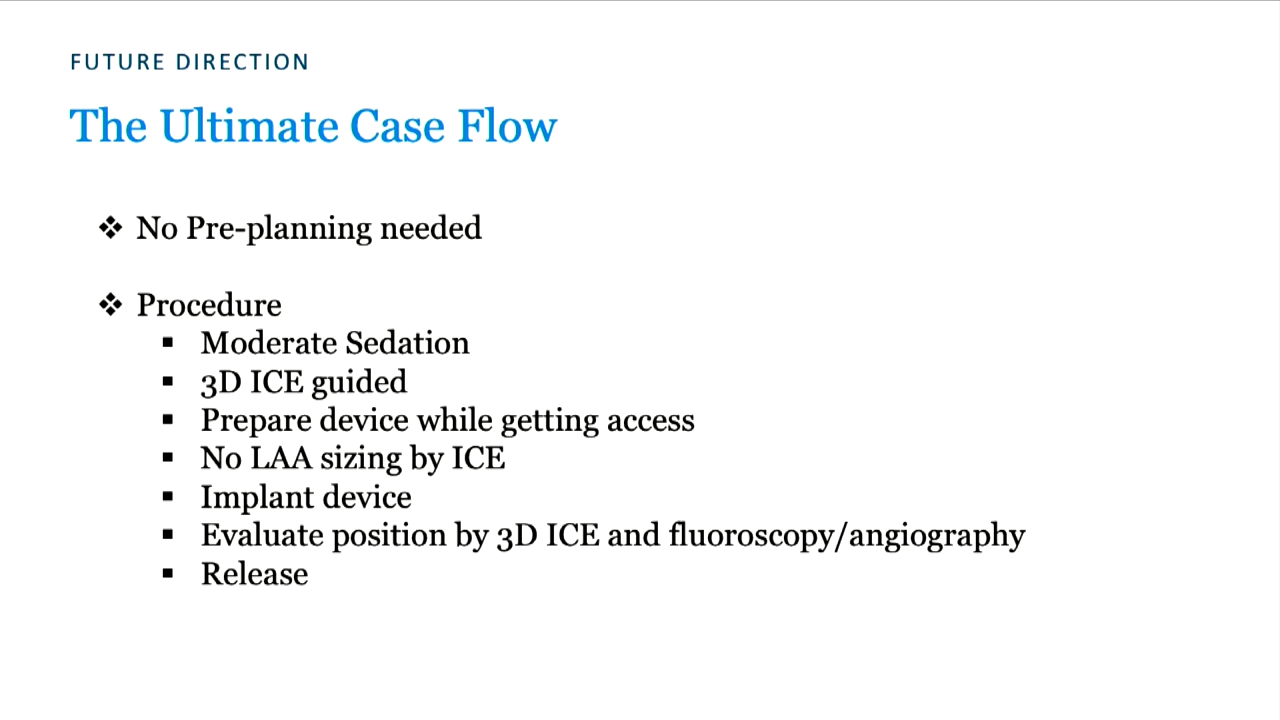 FUTURE DIRECTION
The Ultimate Case Flow
❖ No Pre-planning needed
❖ Procedure
▪ Moderate Sedation
▪ 3D ICE guided
▪ Prepare device while getting access
▪ No LAA sizing by ICE
▪ Implant device
▪ Evaluate position by 3D ICE and fluoroscopy/angiography
▪ Release